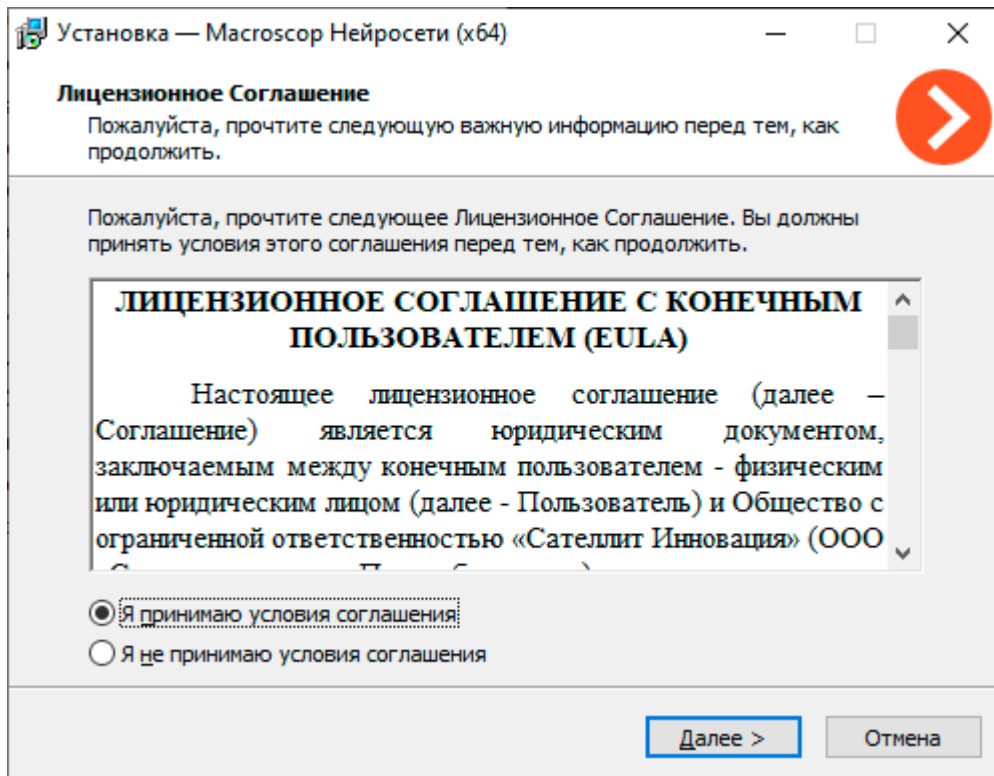 Установка — Macroscop Нейросети (x64)
Лицензионное Соглашение
Пожалуйста, прочтите следующую важную информацию перед тем, как
продолжить.
Пожалуйста, прочтите следующее Лицензионное Соглашение. Вы должны
принять условия этого соглашения перед тем, как продолжить.
ЛИЦЕНЗИОННОЕ СОГЛАШЕНИЕ С КОНЕЧНЫМ
ПОЛЬЗОВАТЕЛЕМ (EULA)
Настоящее лицензионное соглашение (далее –
Соглашение) является юридическим документом,
заключаемым между конечным пользователем - физическим
или юридическим лицом (далее - Пользователь) и Общество с
ограниченной ответственностью «Сателлит Инновация» (ООО
Я принимаю условия соглашения
Я не принимаю условия соглашения
Далее >
Отмена